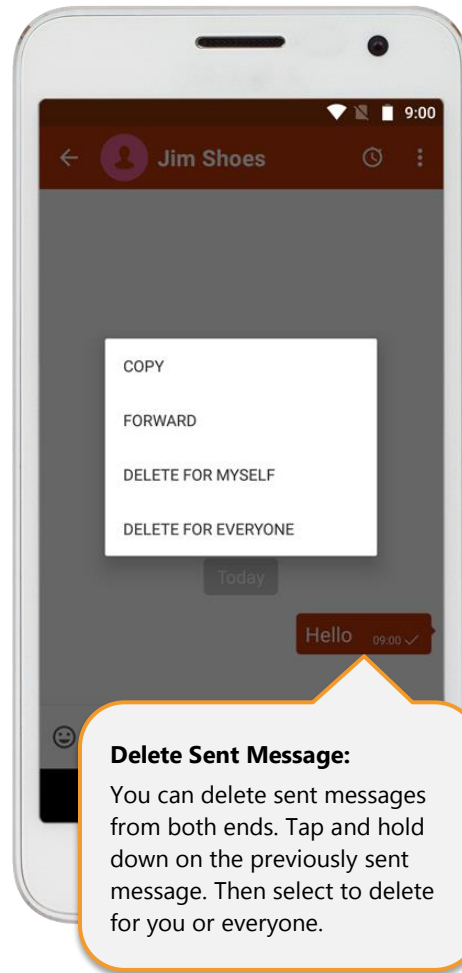 9:00
Jim Shoes
COPY
FORWARD
DELETE FOR MYSELF
DELETE FOR EVERYONE
Today
Hello 09:00
Delete Sent Message:
You can delete sent messages
from both ends. Tap and hold
down on the previously sent
message. Then select to delete
for you or everyone.